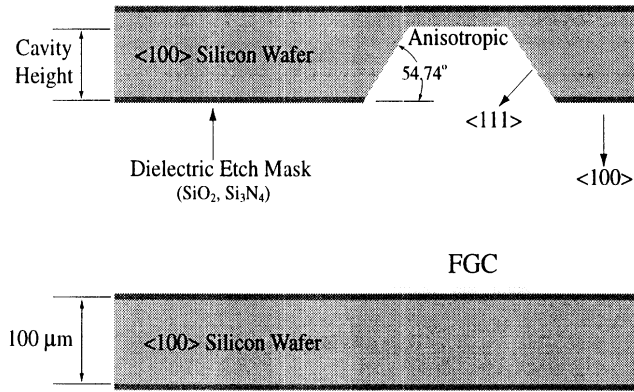 Cavity
Height
<100> Silicon Wafer
Anisotropic
54.74°
<111>
<100>
Dielectric Etch Mask
(SiO₂, Si₃N₄)
FGC
100 μm
<100> Silicon Wafer